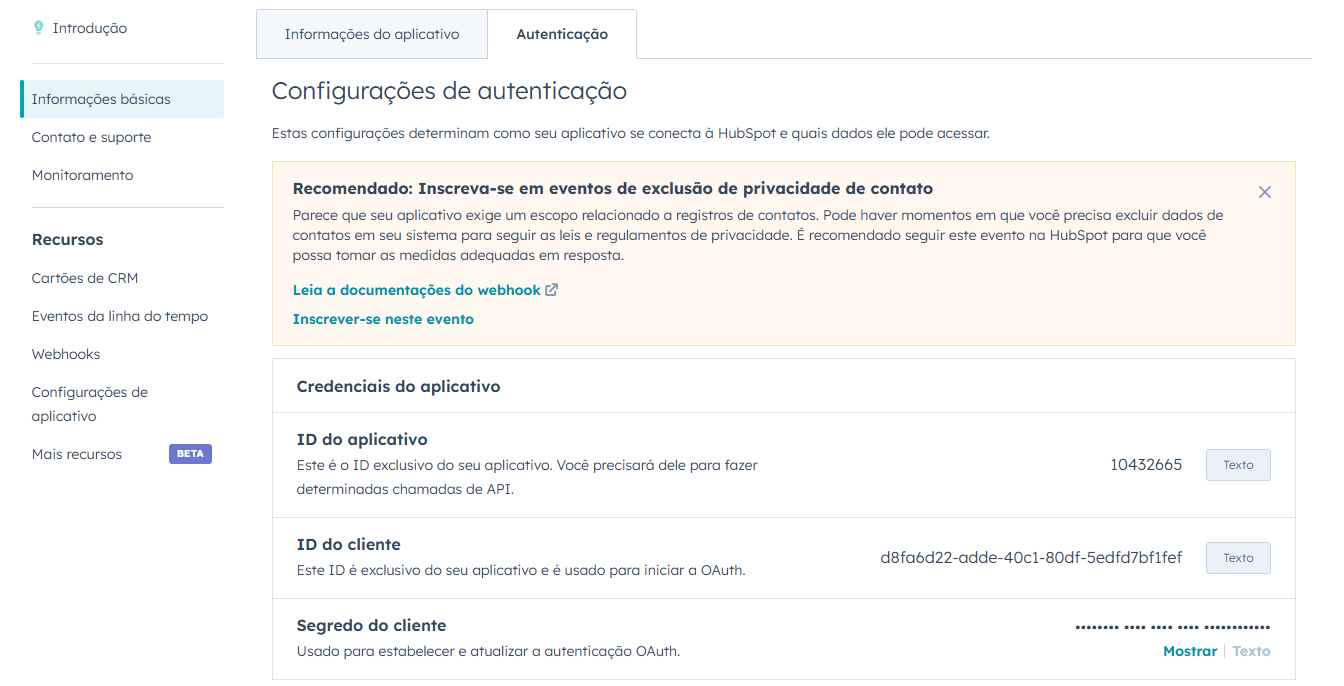 Introdução
Informações básicas
Contato e suporte
Monitoramento
Recursos
Cartões de CRM
Eventos da linha do tempo
Webhooks
Configurações de
aplicativo
Mais recursos BETA
Informações do aplicativo Autenticação
Configurações de autenticação
Estas configurações determinam como seu aplicativo se conecta à HubSpot e quais dados ele pode acessar.
Recomendado: Inscreva-se em eventos de exclusão de privacidade de contato
Parece que seu aplicativo exige um escopo relacionado a registros de contatos. Pode haver momentos em que você precisa excluir dados de
contatos em seu sistema para seguir as leis e regulamentos de privacidade. É recomendado seguir este evento na HubSpot para que você
possa tomar as medidas adequadas em resposta.
Leia a documentações do webhook
Inscrever-se neste evento
Credenciais do aplicativo
ID do aplicativo
Este é o ID exclusivo do seu aplicativo. Você precisará dele para fazer
determinadas chamadas de API.
10432665 Texto
ID do cliente
Este ID é exclusivo do seu aplicativo e é usado para iniciar a OAuth.
d8fa6d22-adde-40c1-80df-5edfd7bf1fef Texto
Segredo do cliente
Usado para estabelecer e atualizar a autenticação OAuth.
•••••••• •••• •••• •••• ••••••••••••
Mostrar Texto